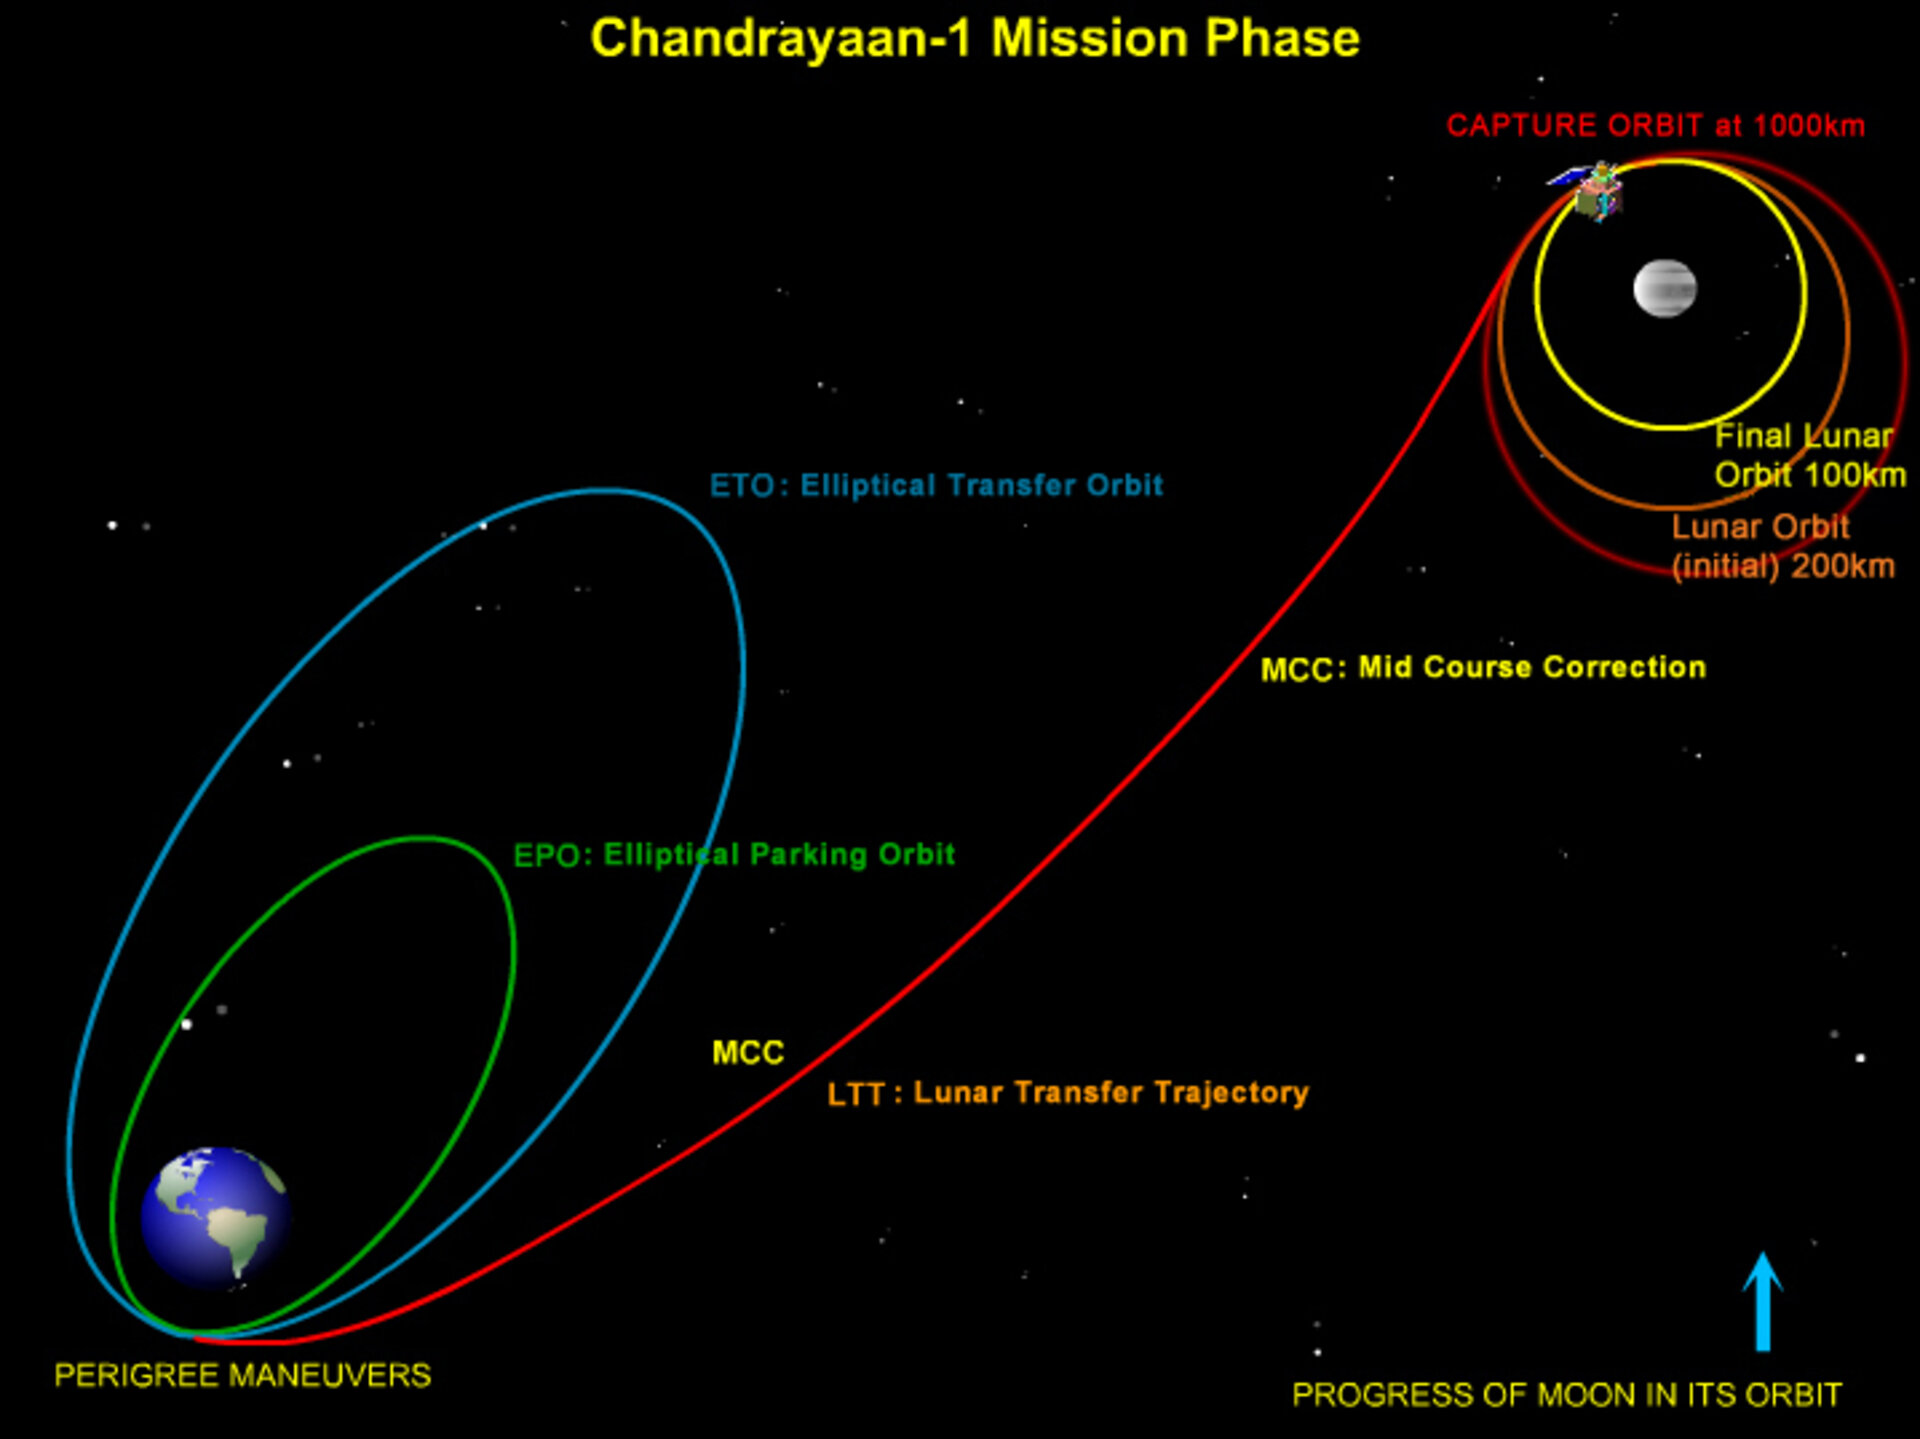 Chandrayaan-1 Mission Phase
CAPTURE ORBIT at 1000km
Final Lunar
Orbit 100km
ETO: Elliptical Transfer Orbit
Lunar Orbit
(initial) 200km
MCC: Mid Course Correction
EPO: Elliptical Parking Orbit
MCC
LTT : Lunar Transfer Trajectory
PERIGREE MANEUVERS
PROGRESS OF MOON IN ITS ORBIT